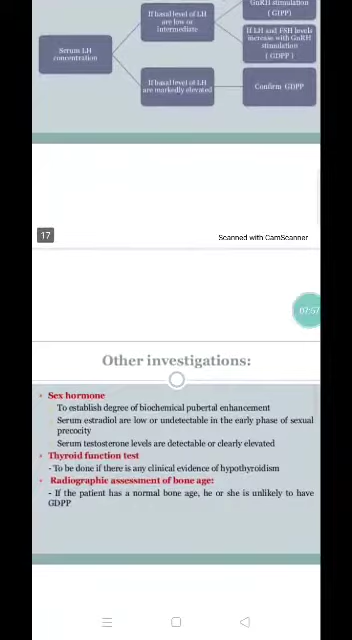 GnRH stimulation
( GIPP)
If basal level of LH
are low or
intermediate
If LH and FSH levels
increase with GnRH
stimulation
( GDPP )
Serum LH
concentration
If basal level of LH
are markedly elevated
Confirm GDPP
17
Scanned with CamScanner
07:57
Other investigations:
• Sex hormone
To establish degree of biochemical pubertal enhancement
Serum estradiol are low or undetectable in the early phase of sexual
precocity
Serum testosterone levels are detectable or clearly elevated
• Thyroid function test
- To be done if there is any clinical evidence of hypothyroidism
• Radiographic assessment of bone age:
- If the patient has a normal bone age, he or she is unlikely to have
GDPP